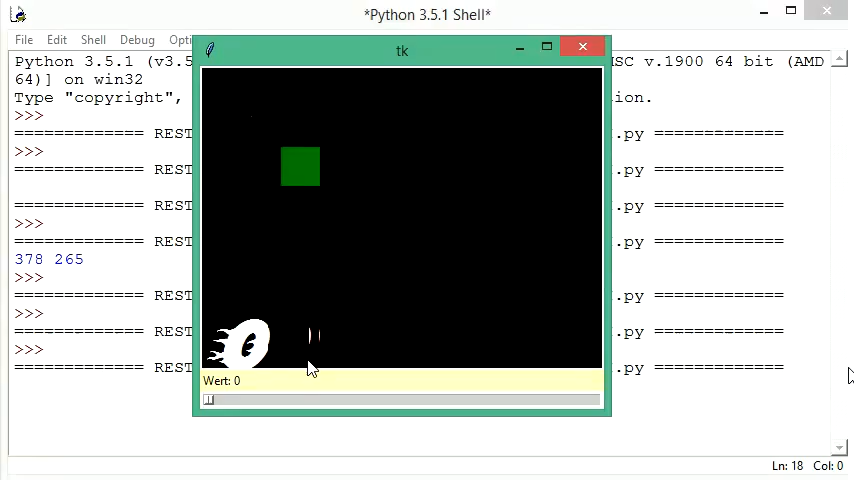 *Python 3.5.1 Shell*
File Edit Shell Debug Opti
tk
Python 3.5.1 (v3.5 SC v.1900 64 bit (AMD
64)] on win32
Type "copyright", ion.
>>>
============= REST .py =============
>>>
============= REST .py =============
============= REST .py =============
>>>
============= REST .py =============
378 265
>>>
============= REST .py =============
>>>
============= REST .py =============
>>>
============= REST .py =============
Wert: 0
Ln: 18 Col: 0